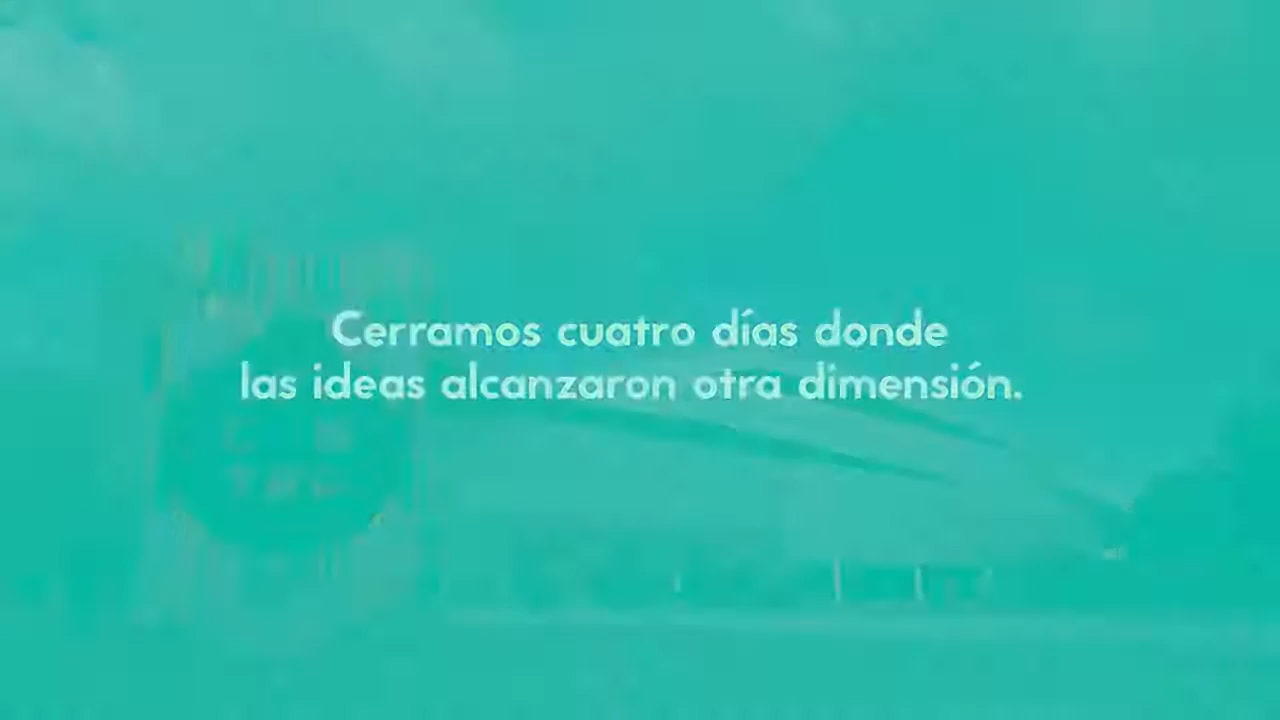 Cerramos cuatro días donde
las ideas alcanzaron otra dimensión.